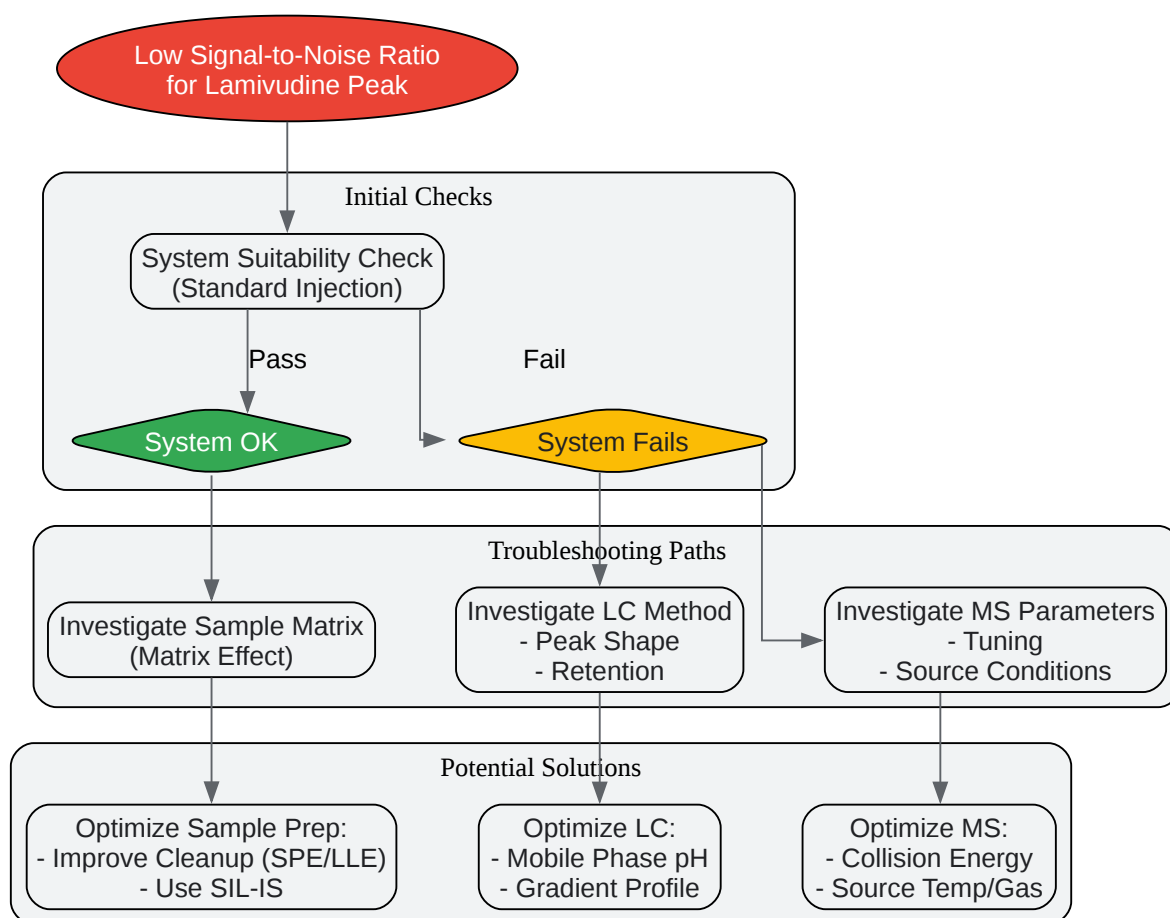 Low Signal-to-Noise Ratio
for Lamivudine Peak
Initial Checks
System Suitability Check
(Standard Injection)
Pass
Fail
System OK
System Fails
Troubleshooting Paths
Investigate Sample Matrix
(Matrix Effect)
Investigate LC Method
- Peak Shape
- Retention
Investigate MS Parameters
- Tuning
- Source Conditions
Potential Solutions
Optimize Sample Prep:
- Improve Cleanup (SPE/LLE)
- Use SIL-IS
Optimize LC:
- Mobile Phase pH
- Gradient Profile
Optimize MS:
- Collision Energy
- Source Temp/Gas